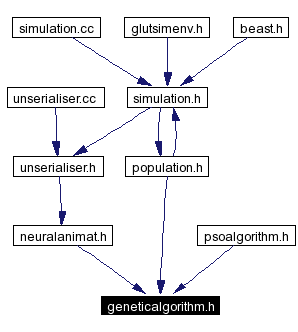 simulation.cc
glutsimenv.h
beast.h
unserialiser.cc
simulation.h
unserialiser.h
population.h
neuralanimat.h
psoalgorithm.h
geneticalgorithm.h